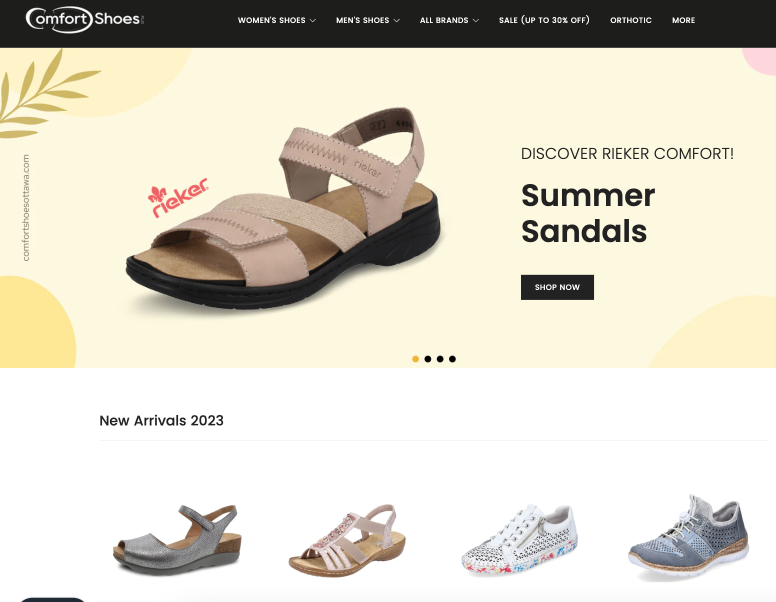 Comfort Shoes
WOMEN'S SHOES
MEN'S SHOES
ALL BRANDS
SALE (UP TO 30% OFF)
ORTHOTIC
MORE
comfortshoesottawa.com
rieker
rieker
DISCOVER RIEKER COMFORT!
Summer
Sandals
SHOP NOW
New Arrivals 2023